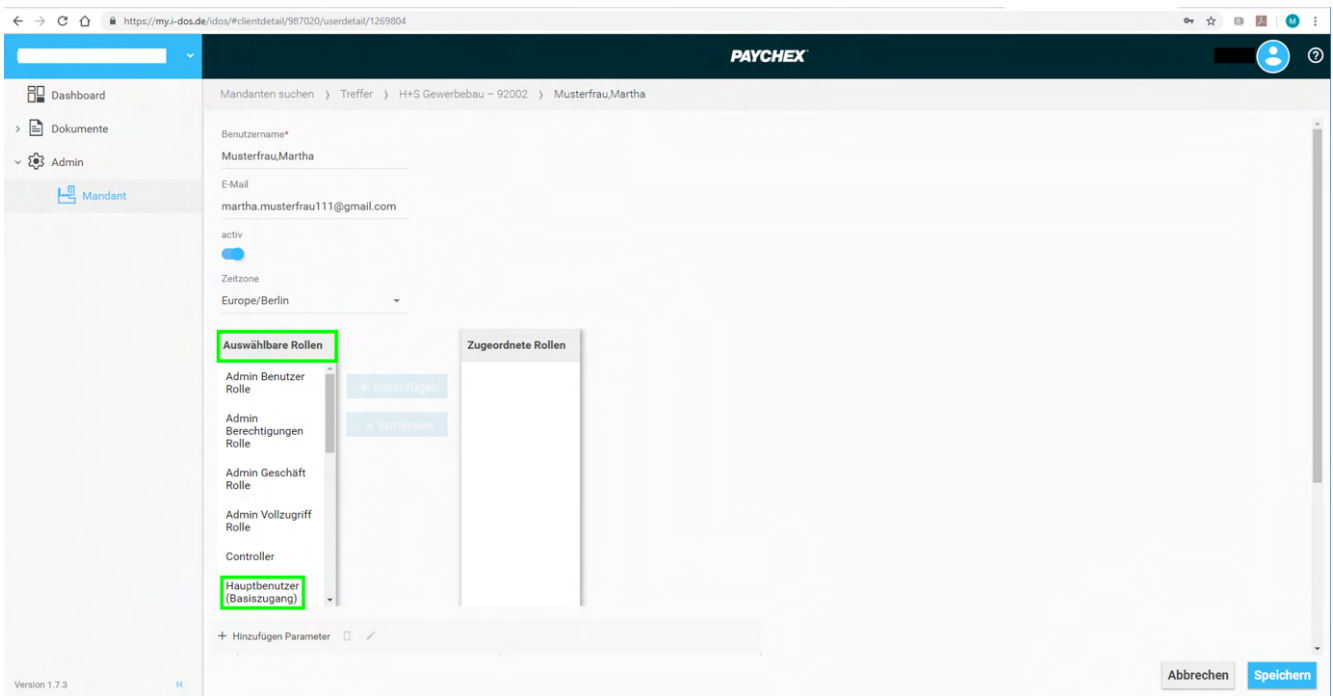 https://my.i-dos.de/idos/#clientdetail/987020/userdetail/1269804
M
PAYCHEX
Dashboard
Dokumente
Admin
Mandant
Mandanten suchen > Treffer > H+S Gewerbebau – 92002 > Musterfrau,Martha
Benutzername*
Musterfrau,Martha
E-Mail
martha.musterfrau111@gmail.com
activ
Zeitzone
Europe/Berlin
Auswählbare Rollen
Zugeordnete Rollen
Admin Benutzer
Rolle
Admin
Berechtigungen
Rolle
Admin Geschäft
Rolle
Admin Vollzugriff
Rolle
Controller
Hauptbenutzer
(Basiszugang)
+ Hinzufügen
× Entfernen
+ Hinzufügen Parameter
Abbrechen
Speichern
Version 1.7.3